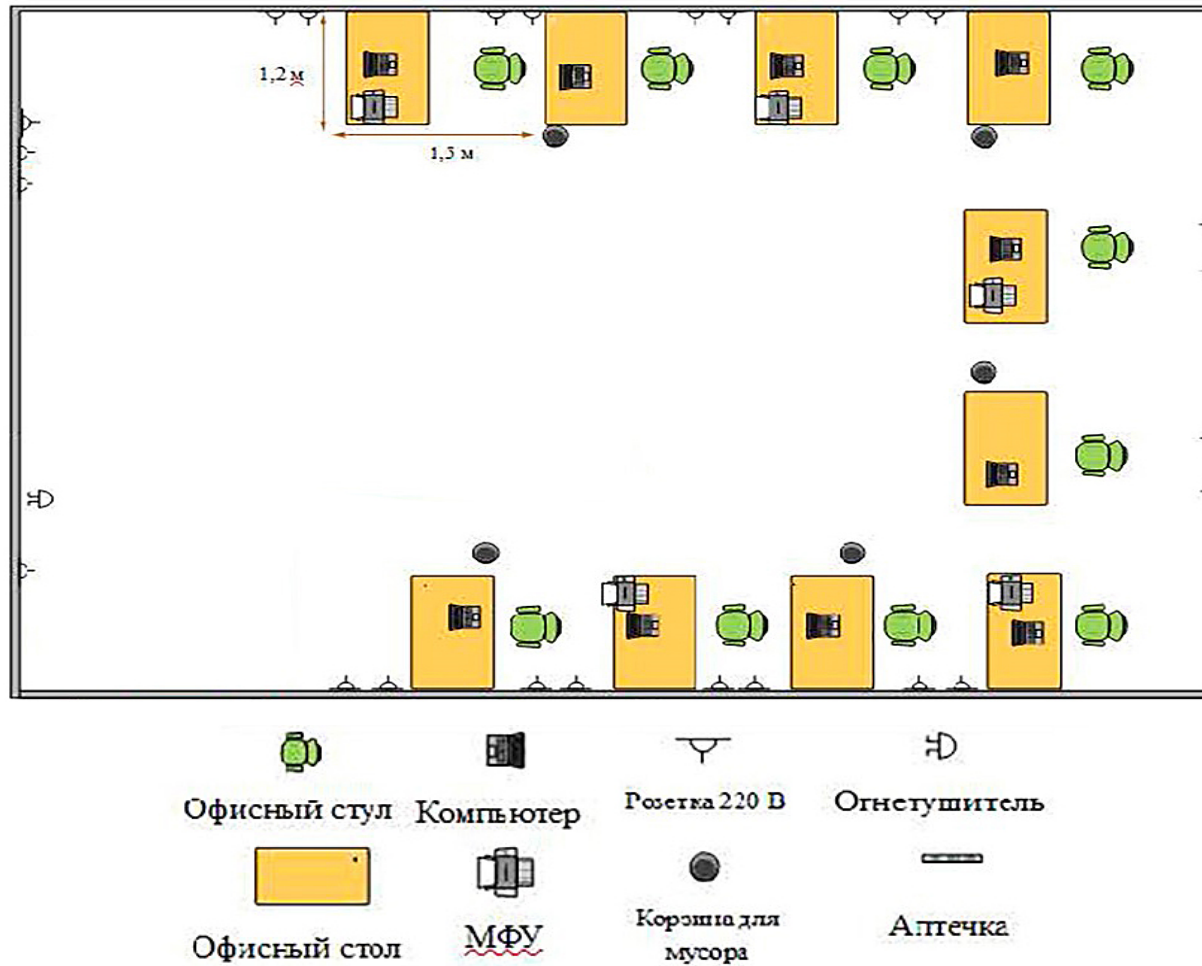 1,2 м
1,5 м
Офисный стул
Компьютер
Розетка 220 В
Огнетушитель
Офисный стол
МФУ
Корзина для
мусора
Аптечка